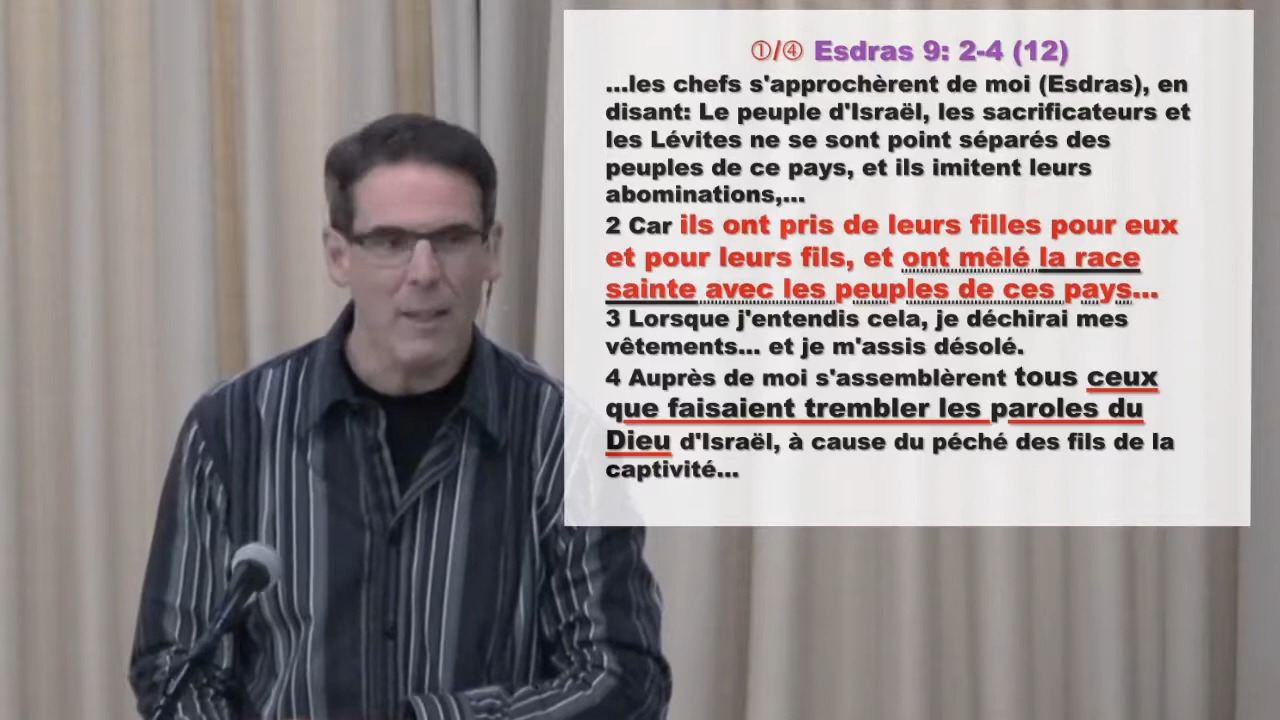 ①/④ Esdras 9: 2-4 (12)
...les chefs s'approchèrent de moi (Esdras), en
disant: Le peuple d'Israël, les sacrificateurs et
les Lévites ne se sont point séparés des
peuples de ce pays, et ils imitent leurs
abominations,...
2 Car ils ont pris de leurs filles pour eux
et pour leurs fils, et ont mêlé la race
sainte avec les peuples de ces pays...
3 Lorsque j'entendis cela, je déchirai mes
vêtements... et je m'assis désolé.
4 Auprès de moi s'assemblèrent tous ceux
que faisaient trembler les paroles du
Dieu d'Israël, à cause du péché des fils de la
captivité...